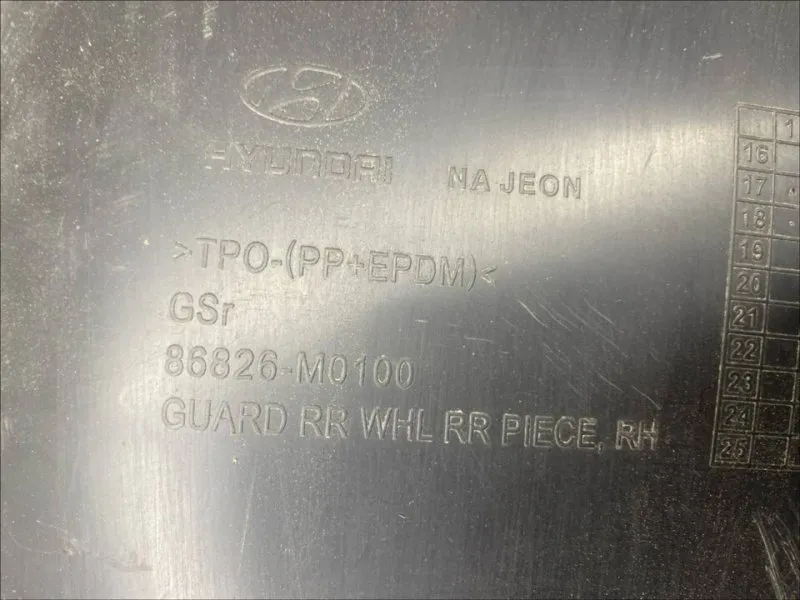 HYUNDAI NA JEON
>TPO-(PP+EPDM)<
GSr
86826-M0100
GUARD RR WHL RR PIECE, RH
1
16
17
18
19
20
21
22
23
24
25